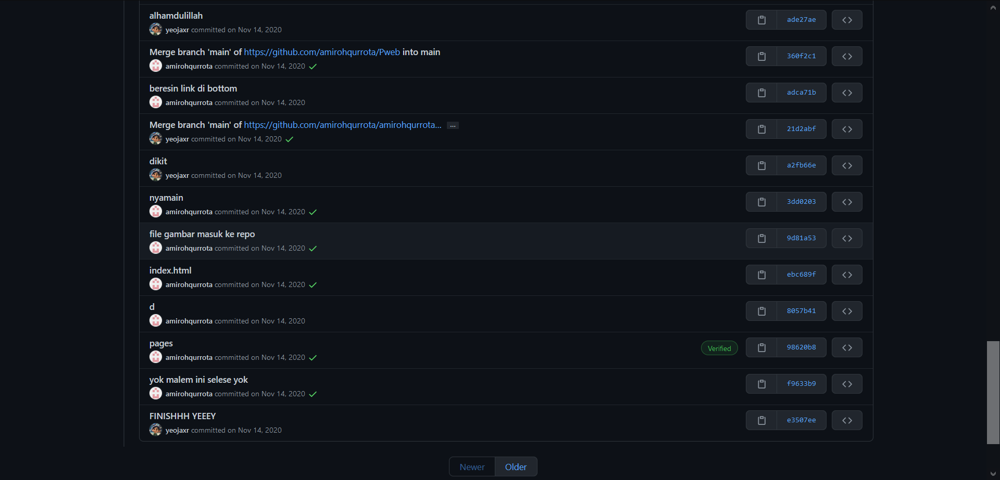 alhamdulillah
ade27ae
yeojaxr committed on Nov 14, 2020
Merge branch 'main' of https://github.com/amirohqurrota/Pweb into main
360f2c1
amirohqurrota committed on Nov 14, 2020
beresin link di bottom
adca71b
amirohqurrota committed on Nov 14, 2020
Merge branch 'main' of https://github.com/amirohqurrota/amirohqurrota... ...
21d2abf
yeojaxr committed on Nov 14, 2020
dikit
a2fb66e
yeojaxr committed on Nov 14, 2020
nyamain
3dd0203
amirohqurrota committed on Nov 14, 2020
file gambar masuk ke repo
9d81a53
amirohqurrota committed on Nov 14, 2020
index.html
ebc689f
amirohqurrota committed on Nov 14, 2020
d
8057b41
amirohqurrota committed on Nov 14, 2020
pages
Verified
98620b8
amirohqurrota committed on Nov 14, 2020
yok malem ini selese yok
f9633b9
amirohqurrota committed on Nov 14, 2020
FINISHHH YEEEY
e3507ee
yeojaxr committed on Nov 14, 2020
Newer
Older